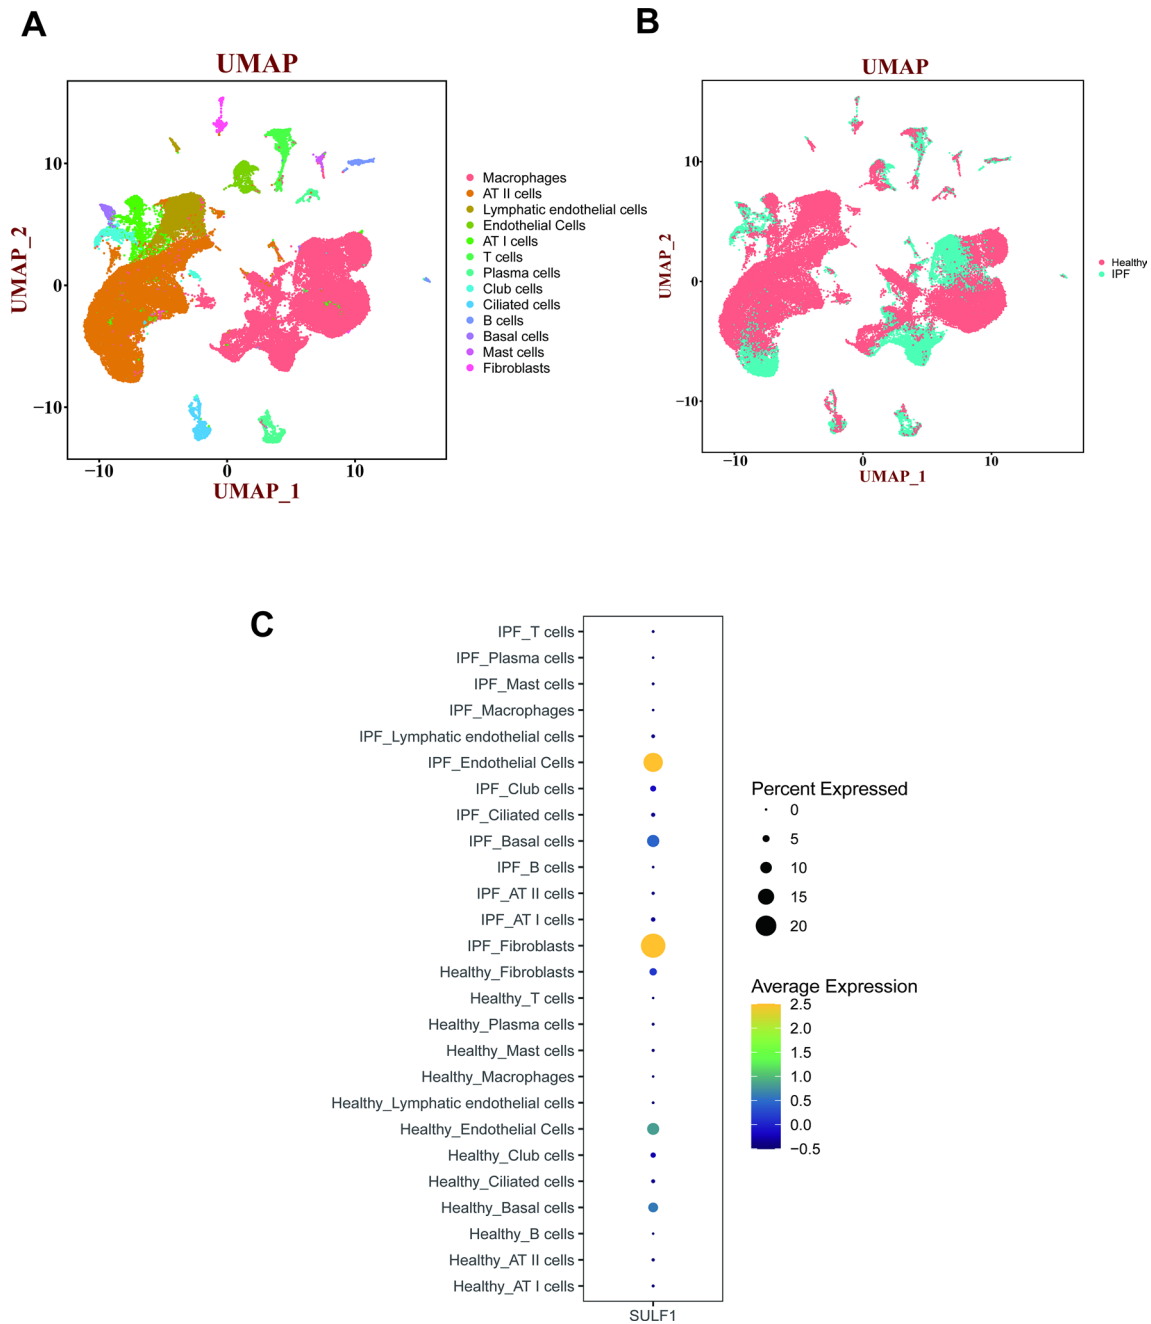 A
UMAP
10
0
−10
−10
0
10
UMAP_2
UMAP_1
Macrophages
AT II cells
Lymphatic endothelial cells
Endothelial Cells
AT I cells
T cells
Plasma cells
Club cells
Ciliated cells
B cells
Basal cells
Mast cells
Fibroblasts
B
UMAP
10
0
−10
−10
0
10
UMAP_2
UMAP_1
Healthy
IPF
C
IPF_T cells
IPF_Plasma cells
IPF_Mast cells
IPF_Macrophages
IPF_Lymphatic endothelial cells
IPF_Endothelial Cells
IPF_Club cells
IPF_Ciliated cells
IPF_Basal cells
IPF_B cells
IPF_AT II cells
IPF_AT I cells
IPF_Fibroblasts
Healthy_Fibroblasts
Healthy_T cells
Healthy_Plasma cells
Healthy_Mast cells
Healthy_Macrophages
Healthy_Lymphatic endothelial cells
Healthy_Endothelial Cells
Healthy_Club cells
Healthy_Ciliated cells
Healthy_Basal cells
Healthy_B cells
Healthy_AT II cells
Healthy_AT I cells
SULF1
Percent Expressed
0
5
10
15
20
Average Expression
2.5
2.0
1.5
1.0
0.5
0.0
−0.5